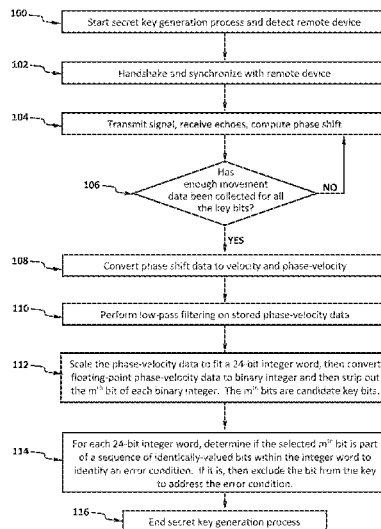 100
Start secret key generation process and detect remote device
102
Handshake and synchronize with remote device
104
Transmit signal, receive echoes, compute phase shift
106
Has
enough movement
data been collected for all
the key bits?
NO
YES
108
Convert phase shift data to velocity and phase-velocity
110
Perform low-pass filtering on stored phase-velocity data
112
Scale the phase-velocity data to fit a 24-bit integer word, then convert
floating-point phase-velocity data to binary integer and then strip out
the mth bit of each binary integer. The mth bits are candidate key bits.
114
For each 24-bit integer word, determine if the selected mth bit is part
of a sequence of identically-valued bits within the integer word to
identify an error condition. If it is, then exclude the bit from the key
to address the error condition.
116
End secret key generation process